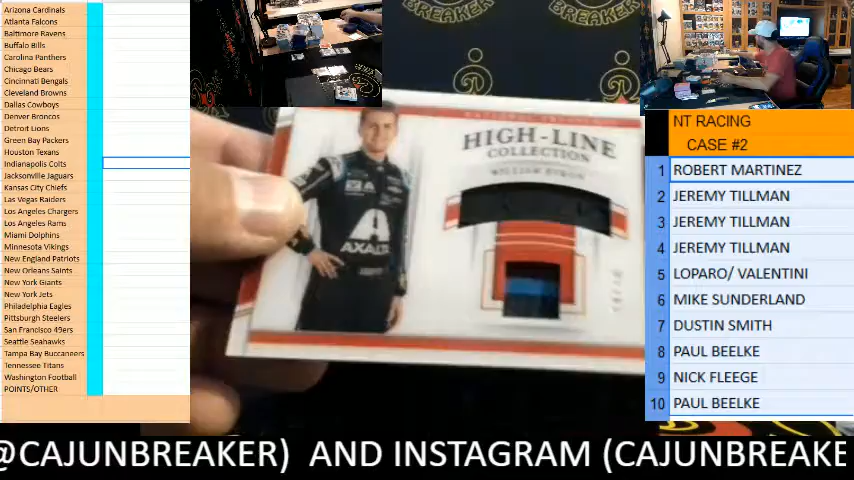 Arizona Cardinals
Atlanta Falcons
Baltimore Ravens
Buffalo Bills
Carolina Panthers
Chicago Bears
Cincinnati Bengals
Cleveland Browns
Dallas Cowboys
Denver Broncos
Detroit Lions
Green Bay Packers
Houston Texans
Indianapolis Colts
Jacksonville Jaguars
Kansas City Chiefs
Las Vegas Raiders
Los Angeles Chargers
Los Angeles Rams
Miami Dolphins
Minnesota Vikings
New England Patriots
New Orleans Saints
New York Giants
New York Jets
Philadelphia Eagles
Pittsburgh Steelers
San Francisco 49ers
Seattle Seahawks
Tampa Bay Buccaneers
Tennessee Titans
Washington Football
POINTS/OTHER
BREAKER
BREAKER
HIGH-LINE
COLLECTION
WILLIAM BYRON
AXALTA
NT RACING
CASE #2
1 ROBERT MARTINEZ
2 JEREMY TILLMAN
3 JEREMY TILLMAN
4 JEREMY TILLMAN
5 LOPARO/ VALENTINI
6 MIKE SUNDERLAND
7 DUSTIN SMITH
8 PAUL BEELKE
9 NICK FLEEGE
10 PAUL BEELKE
@CAJUNBREAKER) AND INSTAGRAM (CAJUNBREAKE